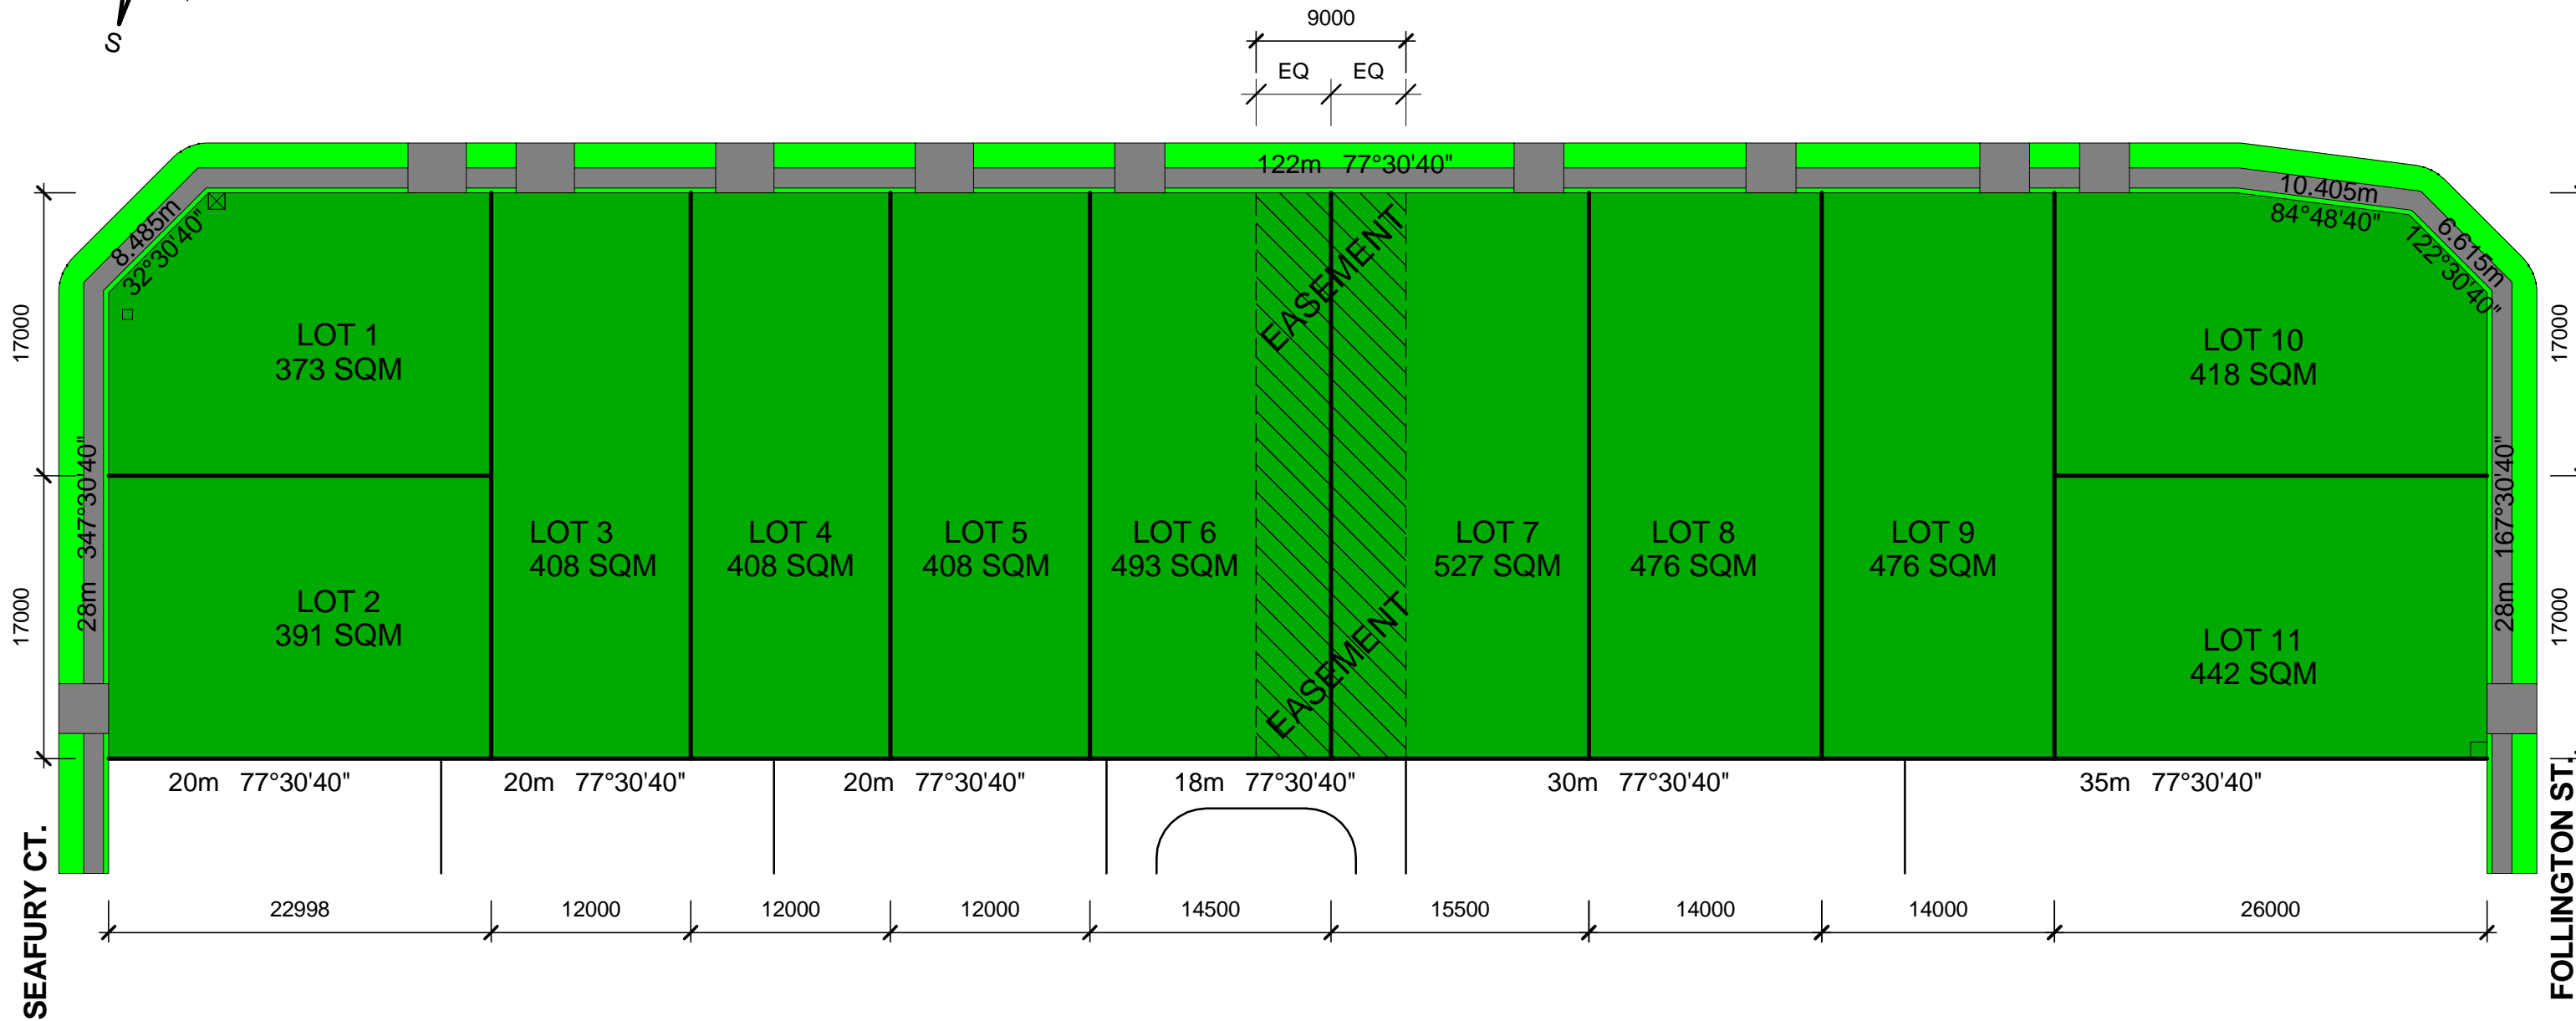 S
9000
EQ EQ
122m 77°30'40"
8.485m
32°30'40"
10.405m
84°48'40"
6.615m
122°30'40"
17000
17000
28m 347°30'40"
LOT 1
373 SQM
LOT 2
391 SQM
LOT 3
408 SQM
LOT 4
408 SQM
LOT 5
408 SQM
LOT 6
493 SQM
EASEMENT
EASEMENT
LOT 7
527 SQM
LOT 8
476 SQM
LOT 9
476 SQM
LOT 10
418 SQM
LOT 11
442 SQM
28m 167°30'40"
17000
17000
20m 77°30'40"
20m 77°30'40"
20m 77°30'40"
18m 77°30'40"
30m 77°30'40"
35m 77°30'40"
SEAFURY CT.
FOLLINGTON ST.
22998 12000 12000 12000 14500 15500 14000 14000 26000